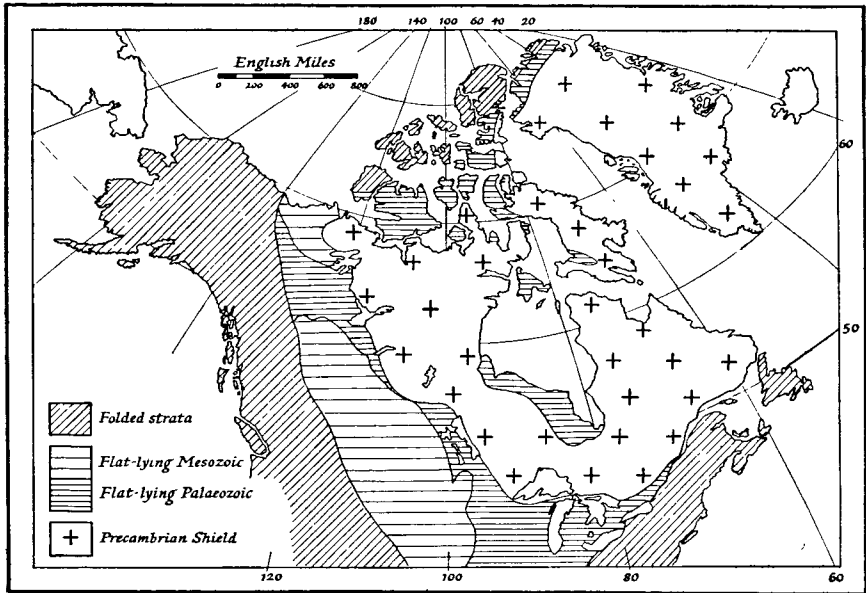 180 140 100 60 40 20
English Miles
0 200 400 600 800
60
50
Folded strata
Flat-lying Mesozoic
Flat-lying Palaeozoic
Precambrian Shield
120 100 80 60